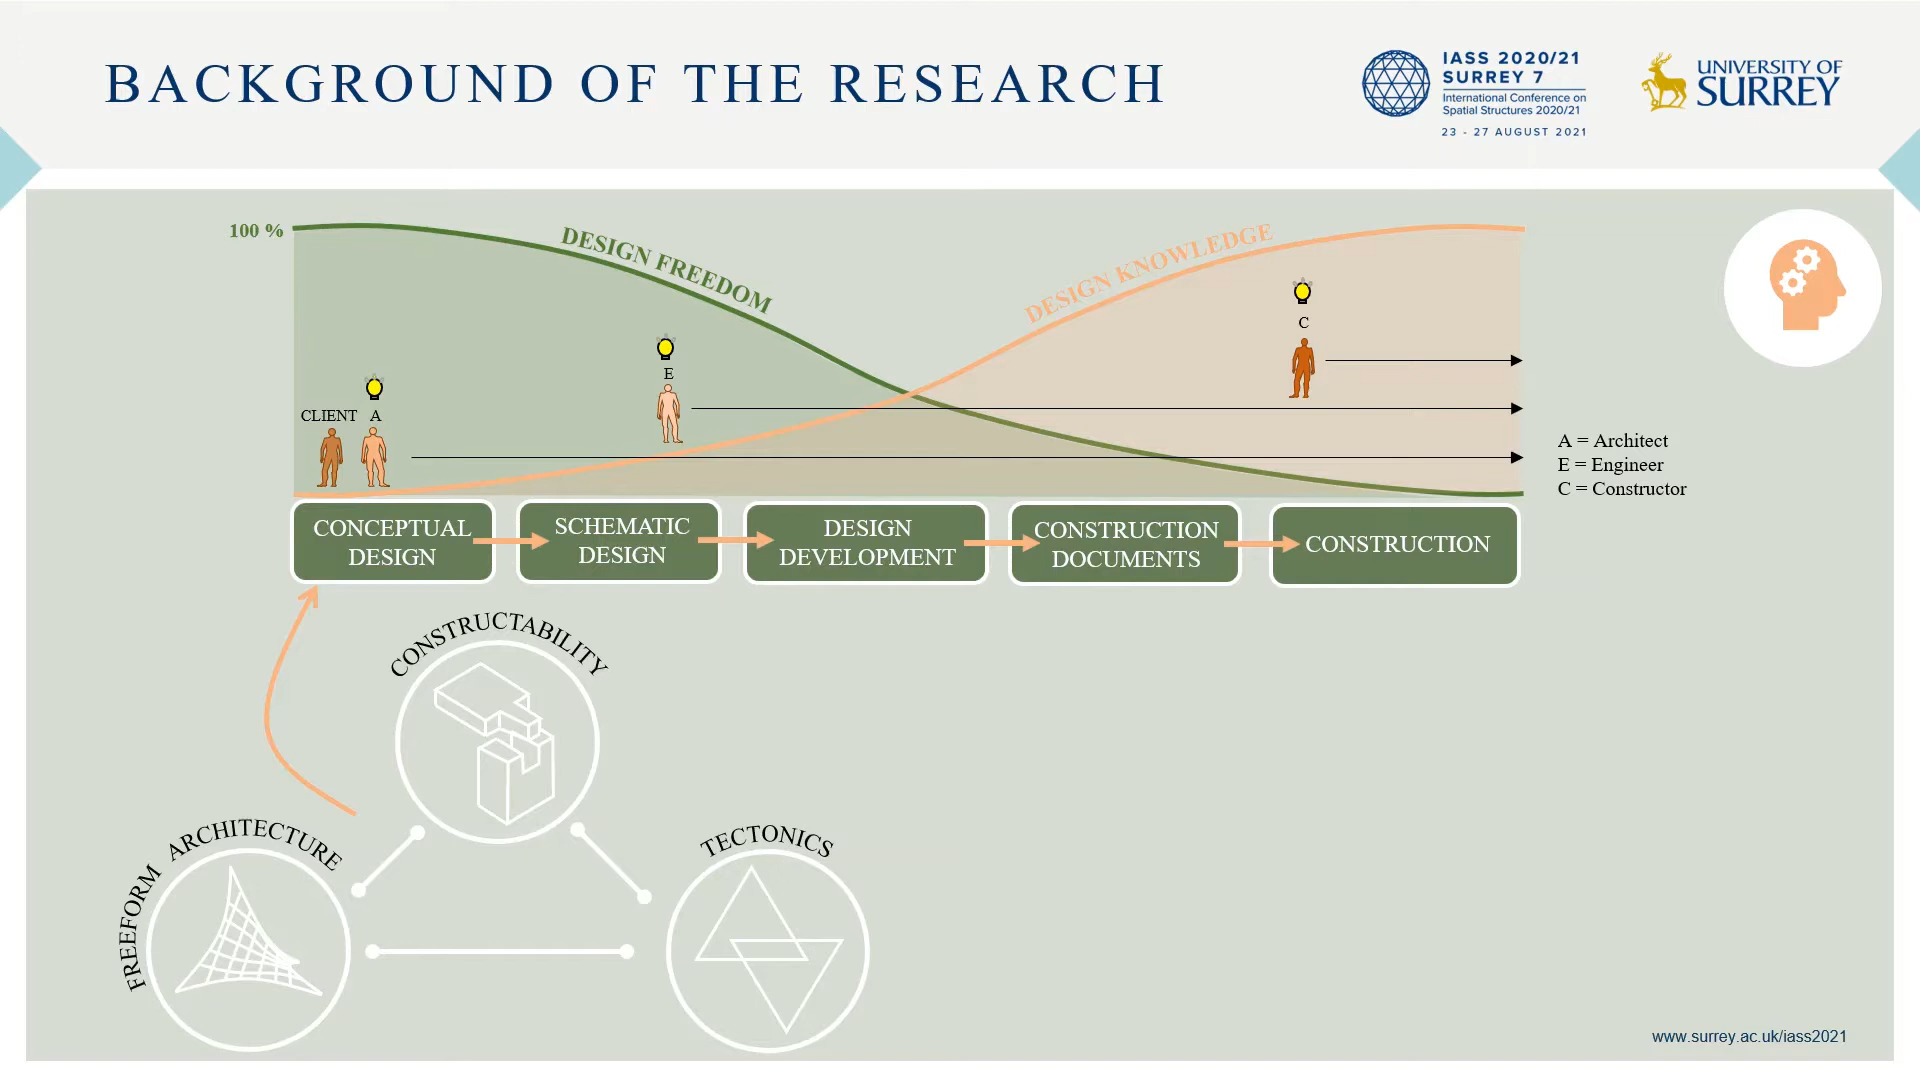 BACKGROUND OF THE RESEARCH
IASS 2020/21
SURREY 7
International Conference on
Spatial Structures 2020/21
23 - 27 AUGUST 2021
UNIVERSITY OF
SURREY
100 %
DESIGN FREEDOM
DESIGN KNOWLEDGE
C
E
CLIENT A
A = Architect
E = Engineer
C = Constructor
CONCEPTUAL
DESIGN
SCHEMATIC
DESIGN
DESIGN
DEVELOPMENT
CONSTRUCTION
DOCUMENTS
CONSTRUCTION
CONSTRUCTABILITY
FREEFORM ARCHITECTURE
TECTONICS
www.surrey.ac.uk/iass2021